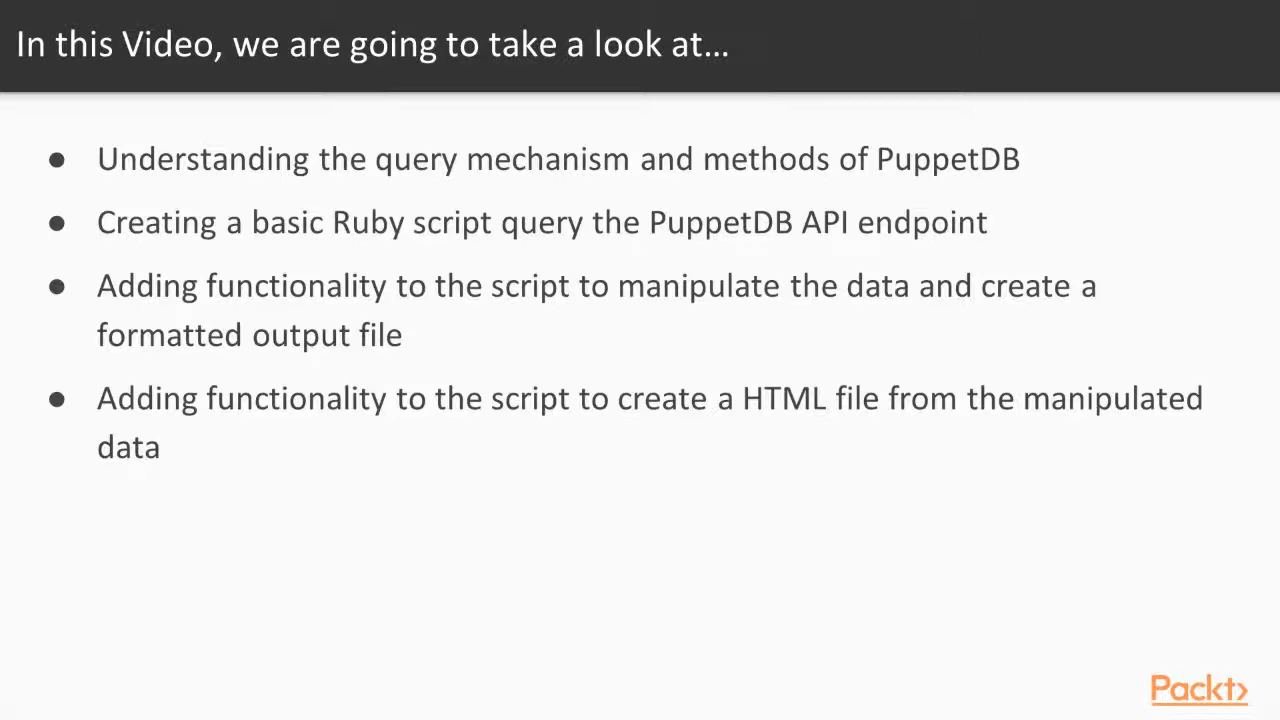 In this Video, we are going to take a look at…
● Understanding the query mechanism and methods of PuppetDB
● Creating a basic Ruby script query the PuppetDB API endpoint
● Adding functionality to the script to manipulate the data and create a
formatted output file
● Adding functionality to the script to create a HTML file from the manipulated
data
Packt>